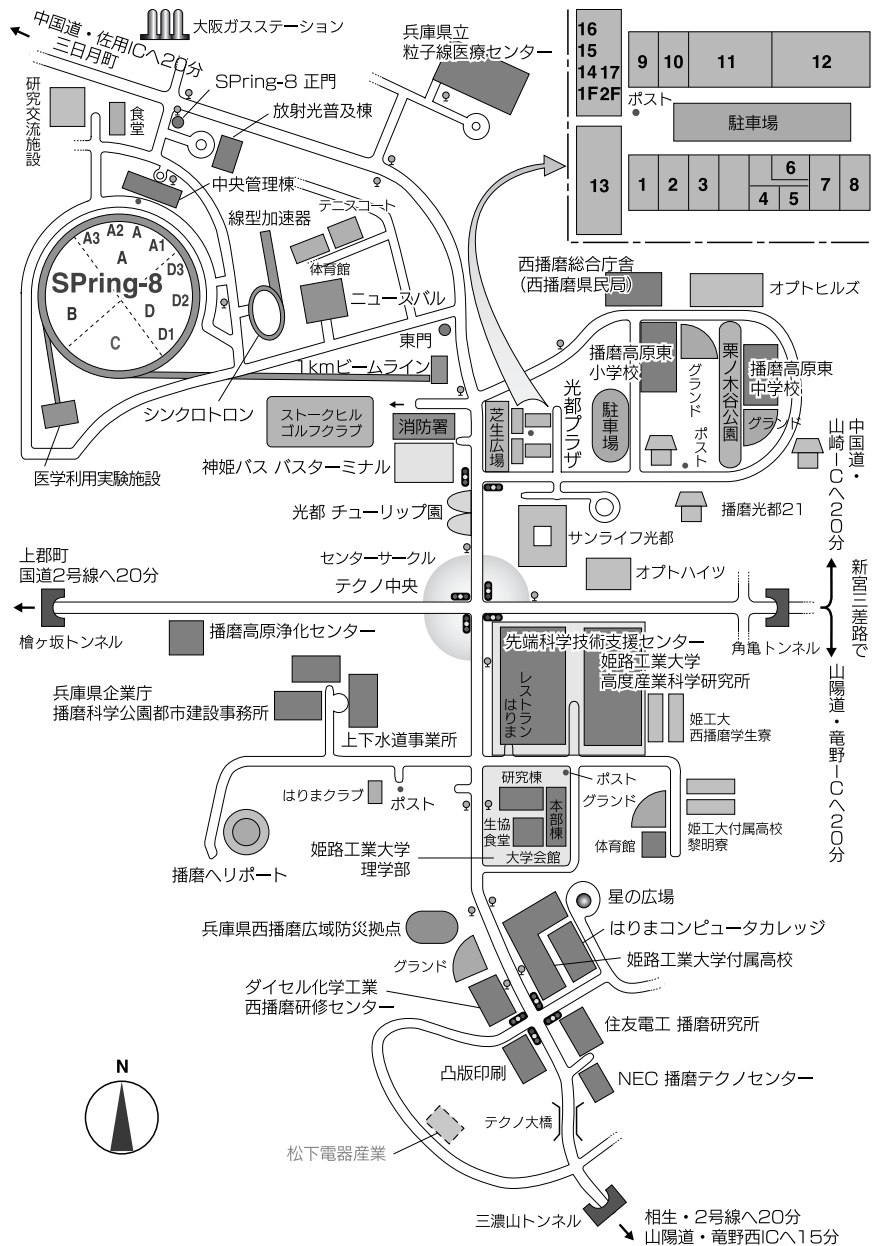 中国道・佐用ICへ20分
三日月町
大阪ガスステーション
SPring-8 正門
放射光普及棟
兵庫県立
粒子線医療センター
研究交流施設
食堂
中央管理棟
線型加速器
テニスコート
体育館
ニュースバル
A3
A2
A
A1
A
D3
D2
D
D1
B
C
SPring-8
東門
1kmビームライン
シンクロトロン
医学利用実験施設
16
15
14 17
1F 2F
9
10
11
12
ポスト
駐車場
13
1
2
3
6
4
5
7
8
西播磨総合庁舎
(西播磨県民局)
オプトヒルズ
播磨高原東
小学校
グランド
栗ノ木谷公園
播磨高原東
中学校
グランド
ストークヒル
ゴルフクラブ
消防署
芝生広場
光都プラザ
駐車場
ポスト
神姫バス バスターミナル
光都 チューリップ園
サンライフ光都
播磨光都21
オプトハイツ
センターサークル
テクノ中央
上郡町
国道2号線へ20分
檜ヶ坂トンネル
播磨高原浄化センター
中国道・
山崎ICへ20分
新宮三差路で
山陽道・竜野ICへ20分
角亀トンネル
先端科学技術支援センター
姫路工業大学
高度産業科学研究所
レストラン
はりま
姫工大
西播磨学生寮
兵庫県企業庁
播磨科学公園都市建設事務所
上下水道事業所
はりまクラブ
ポスト
播磨ヘリポート
研究棟
本部棟
生協
食堂
大学会館
ポスト
グランド
体育館
姫工大付属高校
黎明寮
姫路工業大学
理学部
星の広場
はりまコンピュータカレッジ
姫路工業大学付属高校
兵庫県西播磨広域防災拠点
グランド
ダイセル化学工業
西播磨研修センター
住友電工 播磨研究所
凸版印刷
NEC 播磨テクノセンター
テクノ大橋
松下電器産業
N
三濃山トンネル
相生・2号線へ20分
山陽道・竜野西ICへ15分